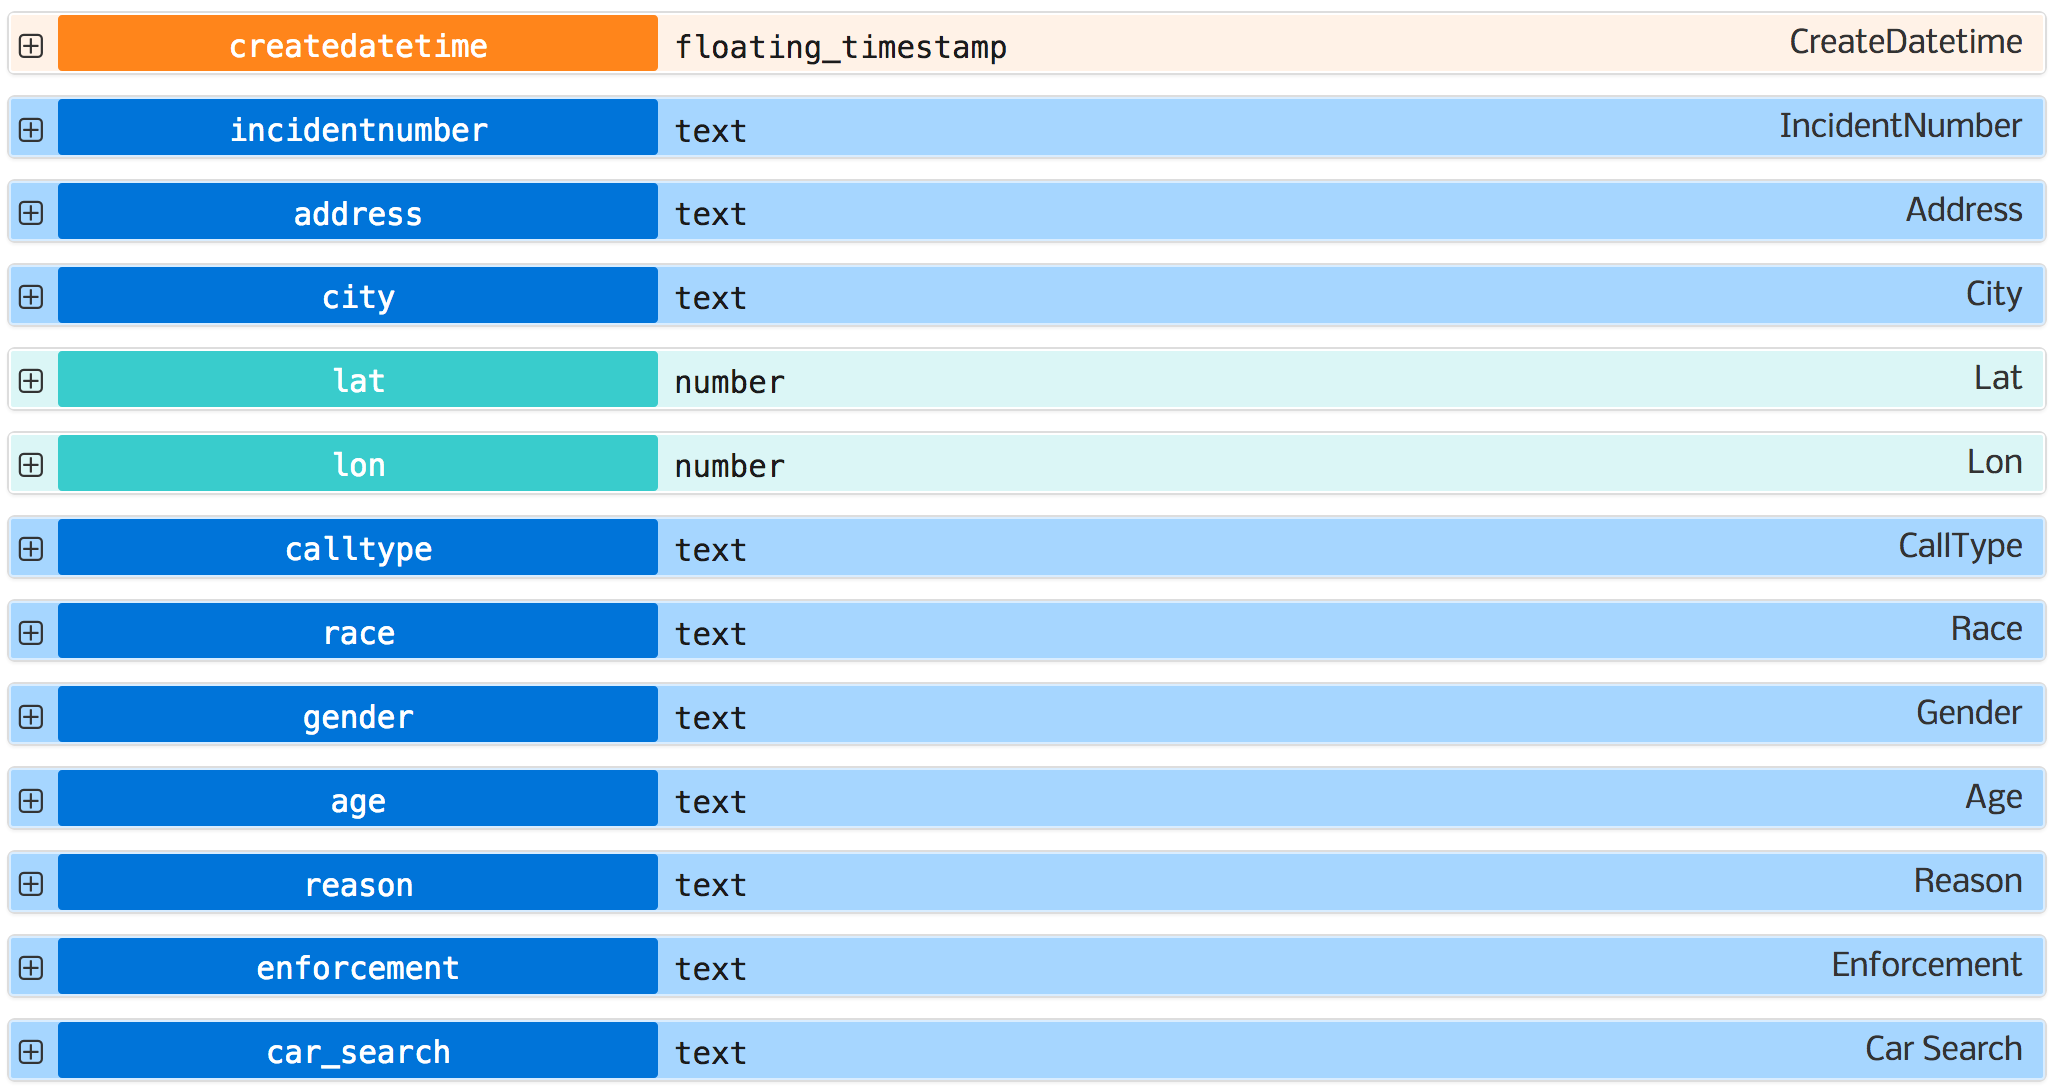 createdatetime floating_timestamp CreateDatetime
incidentnumber text IncidentNumber
address text Address
city text City
lat number Lat
lon number Lon
calltype text CallType
race text Race
gender text Gender
age text Age
reason text Reason
enforcement text Enforcement
car_search text Car Search